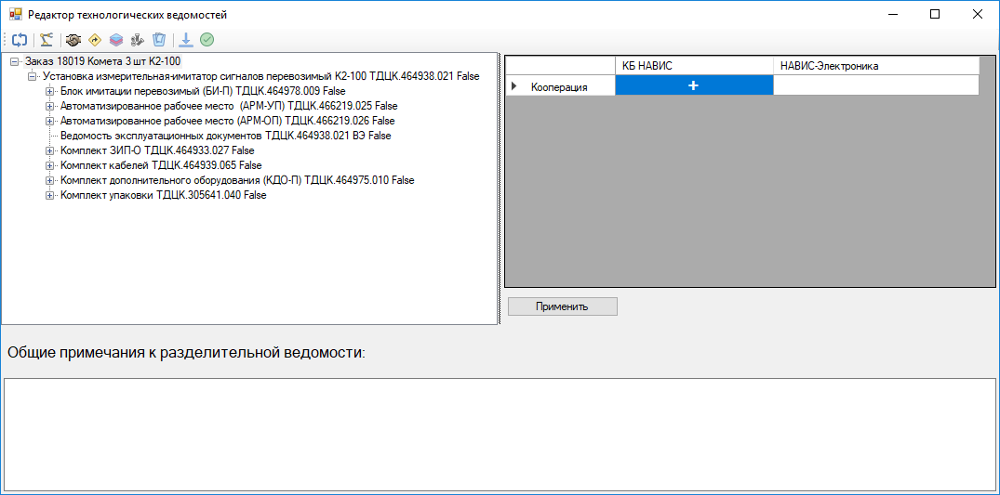 Редактор технологических ведомостей
Заказ 18019 Комета 3 шт К2-100
Установка измерительная-имитатор сигналов перевозимый К2-100 ТДЦК.464938.021 False
Блок имитации перевозимый (БИ-П) ТДЦК.464978.009 False
Автоматизированное рабочее место (АРМ-УП) ТДЦК.466219.025 False
Автоматизированное рабочее место (АРМ-ОП) ТДЦК.466219.026 False
Ведомость эксплуатационных документов ТДЦК.464938.021 ВЭ False
Комплект ЗИП-О ТДЦК.464933.027 False
Комплект кабелей ТДЦК.464939.065 False
Комплект дополнительного оборудования (КДО-П) ТДЦК.464975.010 False
Комплект упаковки ТДЦК.305641.040 False
КБ НАВИС НАВИС-Электроника
Кооперация +
Применить
Общие примечания к разделительной ведомости: